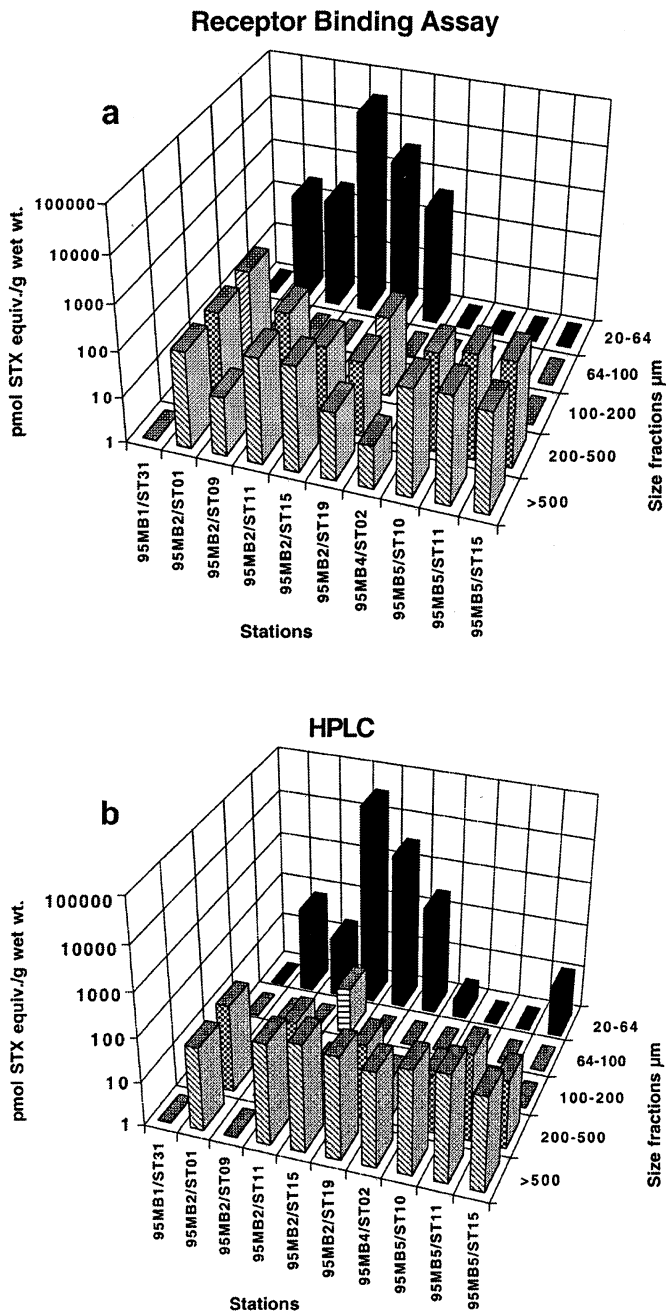 Receptor Binding Assay
a
pmol STX equiv./g wet wt.
100000
10000
1000
100
10
1
95MB1/ST31
95MB2/ST01
95MB2/ST09
95MB2/ST11
95MB2/ST15
95MB2/ST19
95MB4/ST02
95MB5/ST10
95MB5/ST11
95MB5/ST15
Stations
20-64
64-100
100-200
200-500
>500
Size fractions µm
HPLC
b
pmol STX equiv./g wet wt.
100000
10000
1000
100
10
1
95MB1/ST31
95MB2/ST01
95MB2/ST09
95MB2/ST11
95MB2/ST15
95MB2/ST19
95MB4/ST02
95MB5/ST10
95MB5/ST11
95MB5/ST15
Stations
20-64
64-100
100-200
200-500
>500
Size fractions µm